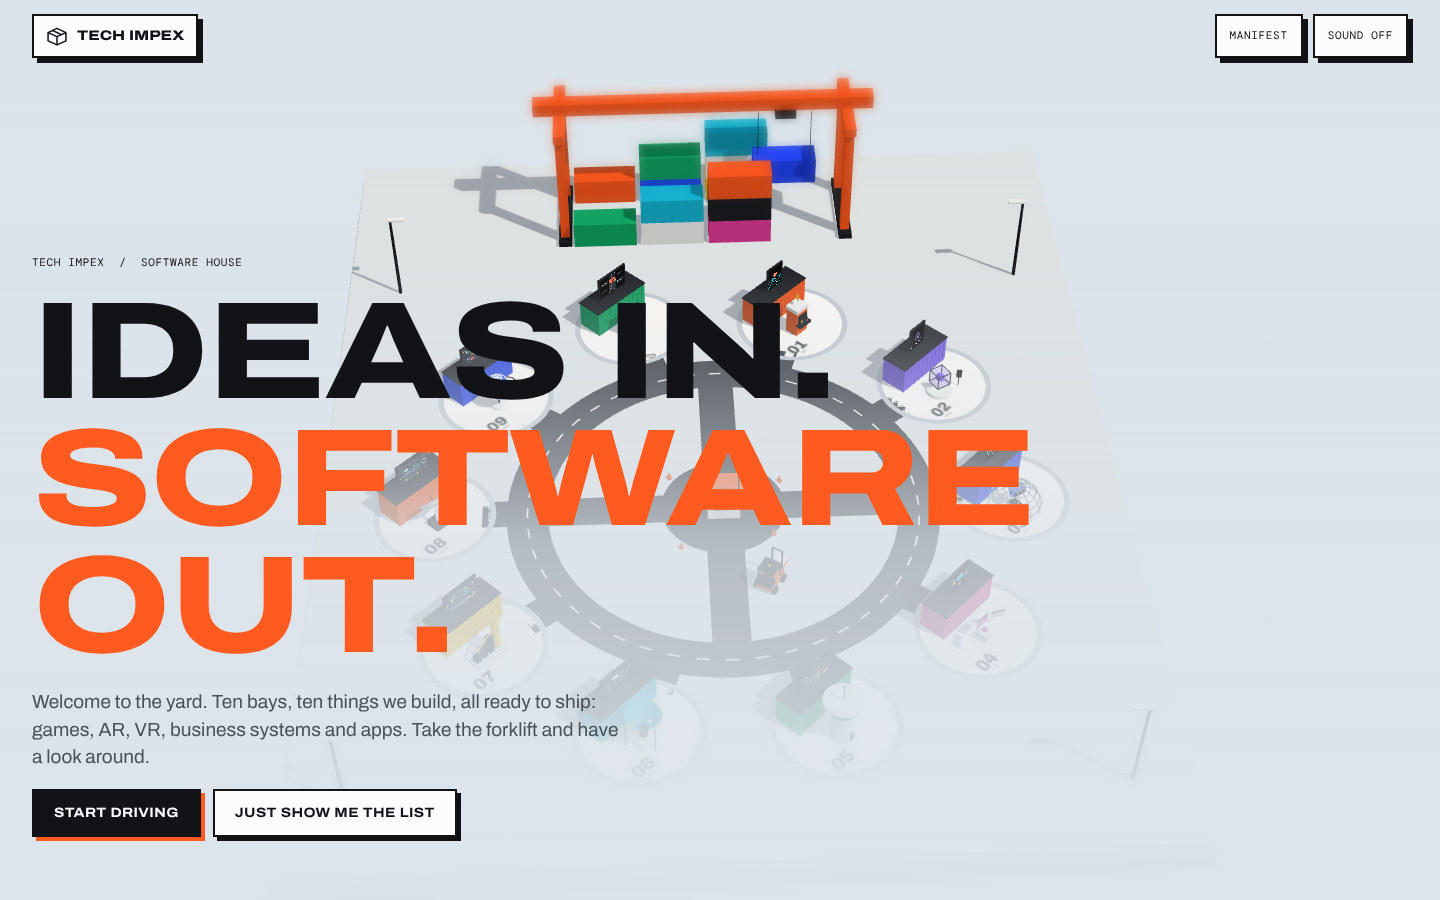 TECH IMPEX
MANIFEST
SOUND OFF
TECH IMPEX / SOFTWARE HOUSE
IDEAS IN.
SOFTWARE
OUT.
01
02
03
04
05
06
07
08
09
Welcome to the yard. Ten bays, ten things we build, all ready to ship:
games, AR, VR, business systems and apps. Take the forklift and have
a look around.
START DRIVING
JUST SHOW ME THE LIST